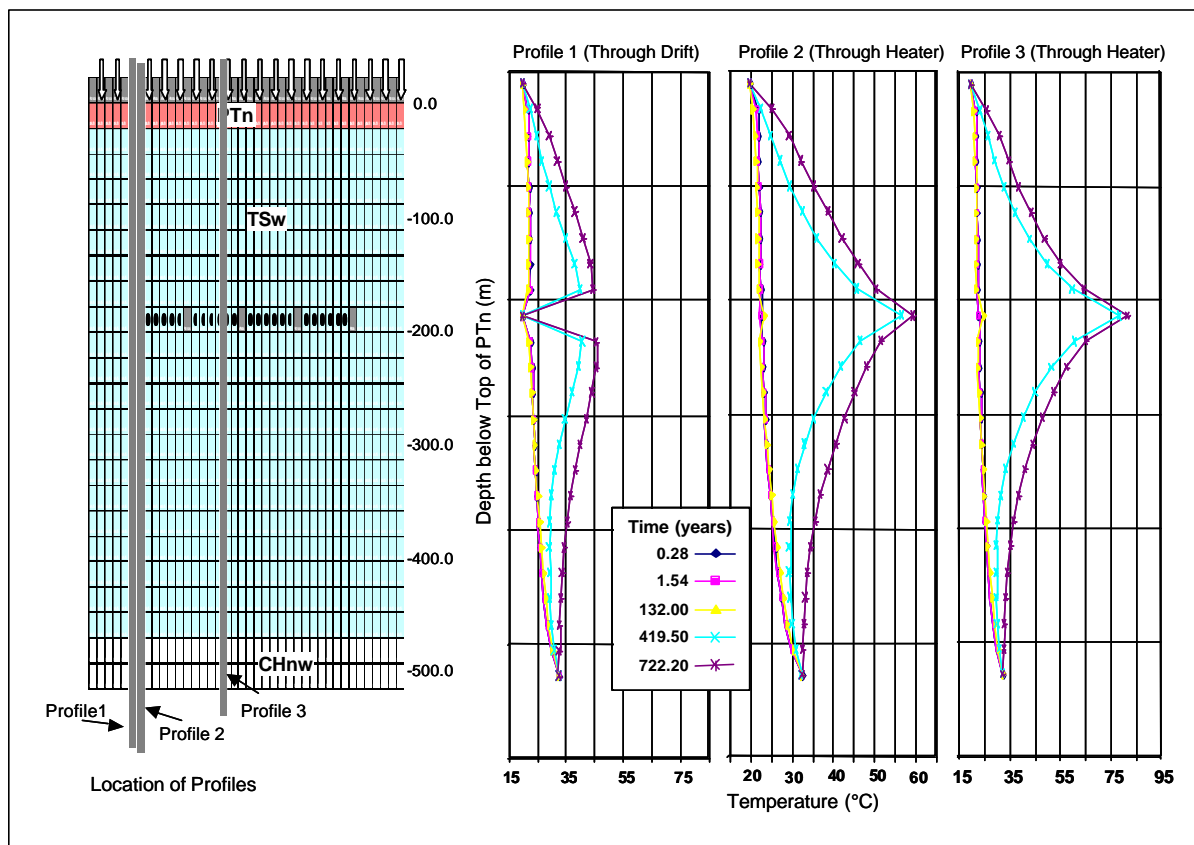 Profile 1 (Through Drift)
Profile 2 (Through Heater)
Profile 3 (Through Heater)
PTn
TSw
CHnw
0.0
-100.0
-200.0
-300.0
-400.0
-500.0
Profile1
Profile 2
Profile 3
Location of Profiles
Depth below Top of PTn (m)
Time (years)
0.28
1.54
132.00
419.50
722.20
15 35 55 75
20 30 40 50 60
15 35 55 75 95
Temperature (°C)